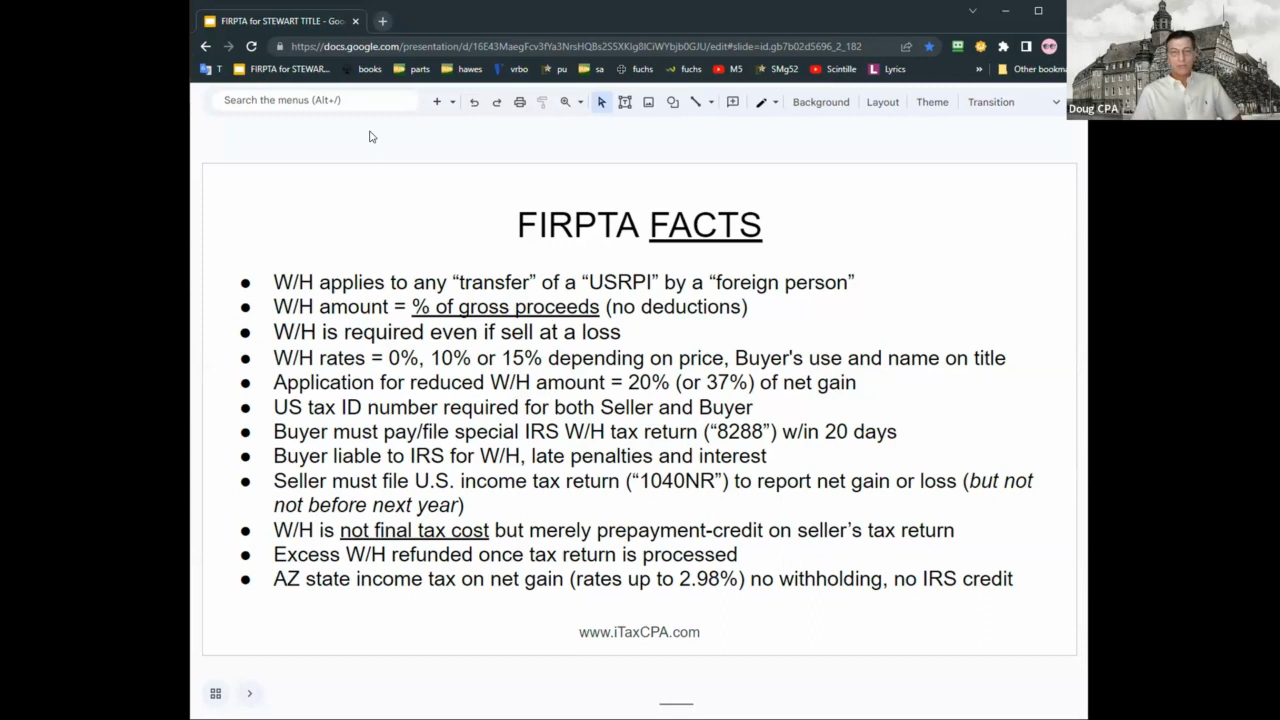 FIRPTA for STEWART TITLE - Goo
https://docs.google.com/presentation/d/16E43MaegFcv3fYa3NrsHQBs2S5XKlg8lCiWYbjb0GJU/edit#slide=id.gb7b02d5696_2_182
T FIRPTA for STEWAR... books parts hawes vrbo pu sa fuchs fuchs M5 SMg52 Scintille Lyrics » Other bookma
Doug CPA
Search the menus (Alt+/) Background Layout Theme Transition
FIRPTA FACTS
● W/H applies to any “transfer” of a “USRPI” by a “foreign person”
● W/H amount = % of gross proceeds (no deductions)
● W/H is required even if sell at a loss
● W/H rates = 0%, 10% or 15% depending on price, Buyer's use and name on title
● Application for reduced W/H amount = 20% (or 37%) of net gain
● US tax ID number required for both Seller and Buyer
● Buyer must pay/file special IRS W/H tax return (“8288”) w/in 20 days
● Buyer liable to IRS for W/H, late penalties and interest
● Seller must file U.S. income tax return (“1040NR”) to report net gain or loss (but not
not before next year)
● W/H is not final tax cost but merely prepayment-credit on seller’s tax return
● Excess W/H refunded once tax return is processed
● AZ state income tax on net gain (rates up to 2.98%) no withholding, no IRS credit
www.iTaxCPA.com